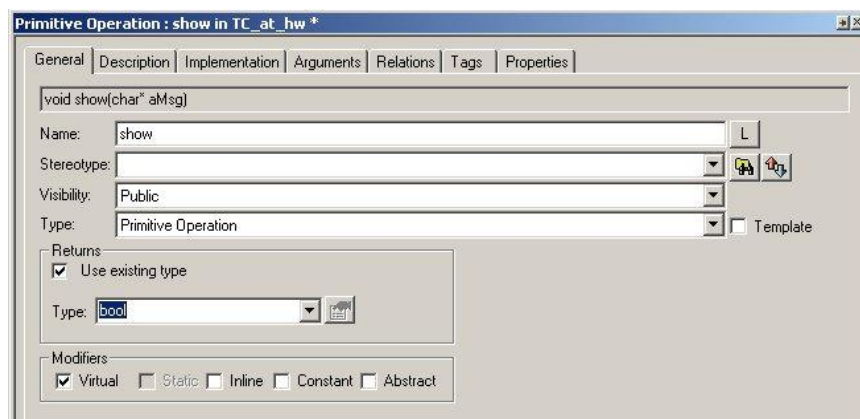 Primitive Operation : show in TC_at_hw *
General Description Implementation Arguments Relations Tags Properties
void show(char* aMsg)
Name: show L
Stereotype:
Visibility: Public
Type: Primitive Operation Template
Returns
Use existing type
Type: bool
Modifiers
Virtual Static Inline Constant Abstract